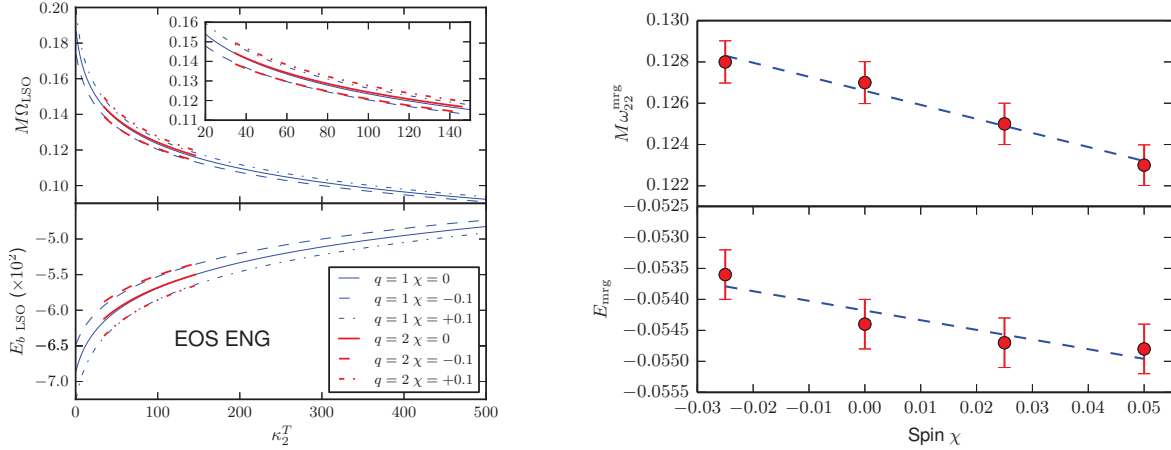 0.20
0.18
0.16
0.14
0.12
0.10
MΩ_LSO
0.16
0.15
0.14
0.13
0.12
0.11
20 40 60 80 100 120 140
−5.0
−5.5
−6.0
−6.5
−7.0
E_b LSO (×10²)
EOS ENG
q = 1 χ = 0
q = 1 χ = −0.1
q = 1 χ = +0.1
q = 2 χ = 0
q = 2 χ = −0.1
q = 2 χ = +0.1
0 100 200 300 400 500
κ₂ᵀ
0.130
0.128
0.126
0.124
0.122
Mω₂₂^mrg
−0.0525
−0.0530
−0.0535
−0.0540
−0.0545
−0.0550
−0.0555
E_mrg
−0.03 −0.02 −0.01 0.00 0.01 0.02 0.03 0.04 0.05
Spin χ